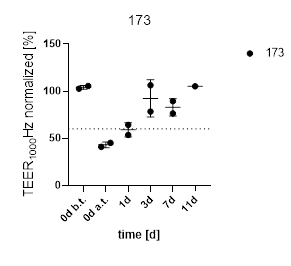 173
173
TEER1000Hz normalized [%]
150
100
50
0
0d b.t.
0d a.t.
1d
3d
7d
11d
time [d]